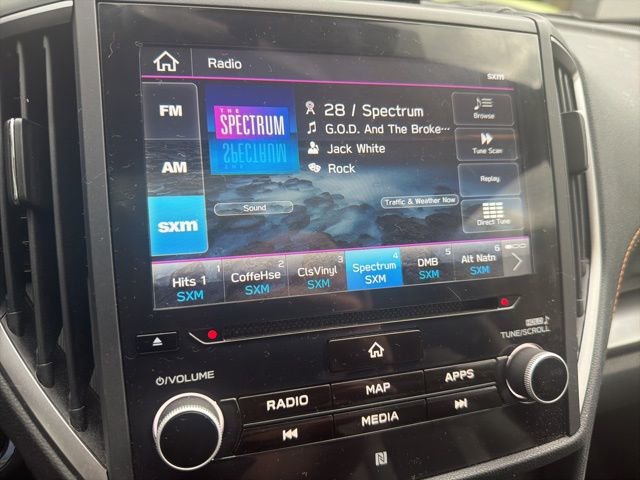 Radio
sxm
FM
AM
sxm
THE
SPECTRUM
28 / Spectrum
G.O.D. And The Broke...
Jack White
Rock
Sound
Traffic & Weather Now
Browse
Tune Scan
Replay
Direct Tune
1
Hits 1
SXM
2
CoffeHse
SXM
3
ClsVinyl
SXM
4
Spectrum
SXM
5
DMB
SXM
6
Alt Natn
SXM
HOLD
TUNE/SCROLL
VOLUME
RADIO
MAP
APPS
MEDIA
N